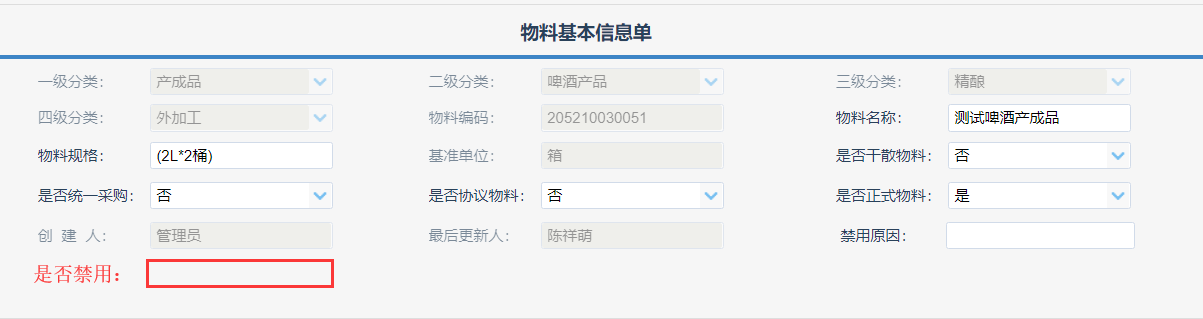 物料基本信息单
一级分类： 产成品 二级分类： 啤酒产品 三级分类： 精酿
四级分类： 外加工 物料编码： 205210030051 物料名称： 测试啤酒产成品
物料规格： (2L*2桶) 基准单位： 箱 是否干散物料： 否
是否统一采购： 否 是否协议物料： 否 是否正式物料： 是
创 建 人： 管理员 最后更新人： 陈祥萌 禁用原因：
是否禁用：